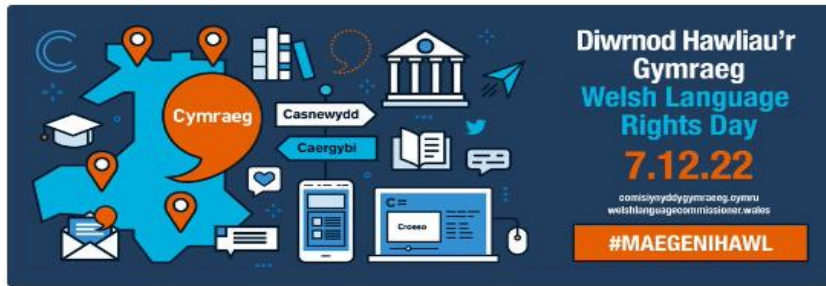 Cymraeg
Casnewydd
Caergybi
Croeso
Diwrnod Hawliau'r
Gymraeg
Welsh Language
Rights Day
7.12.22
comisiynyddygymraeg.cymru
welshlanguagecommissioner.wales
#MAEGENIHAWL